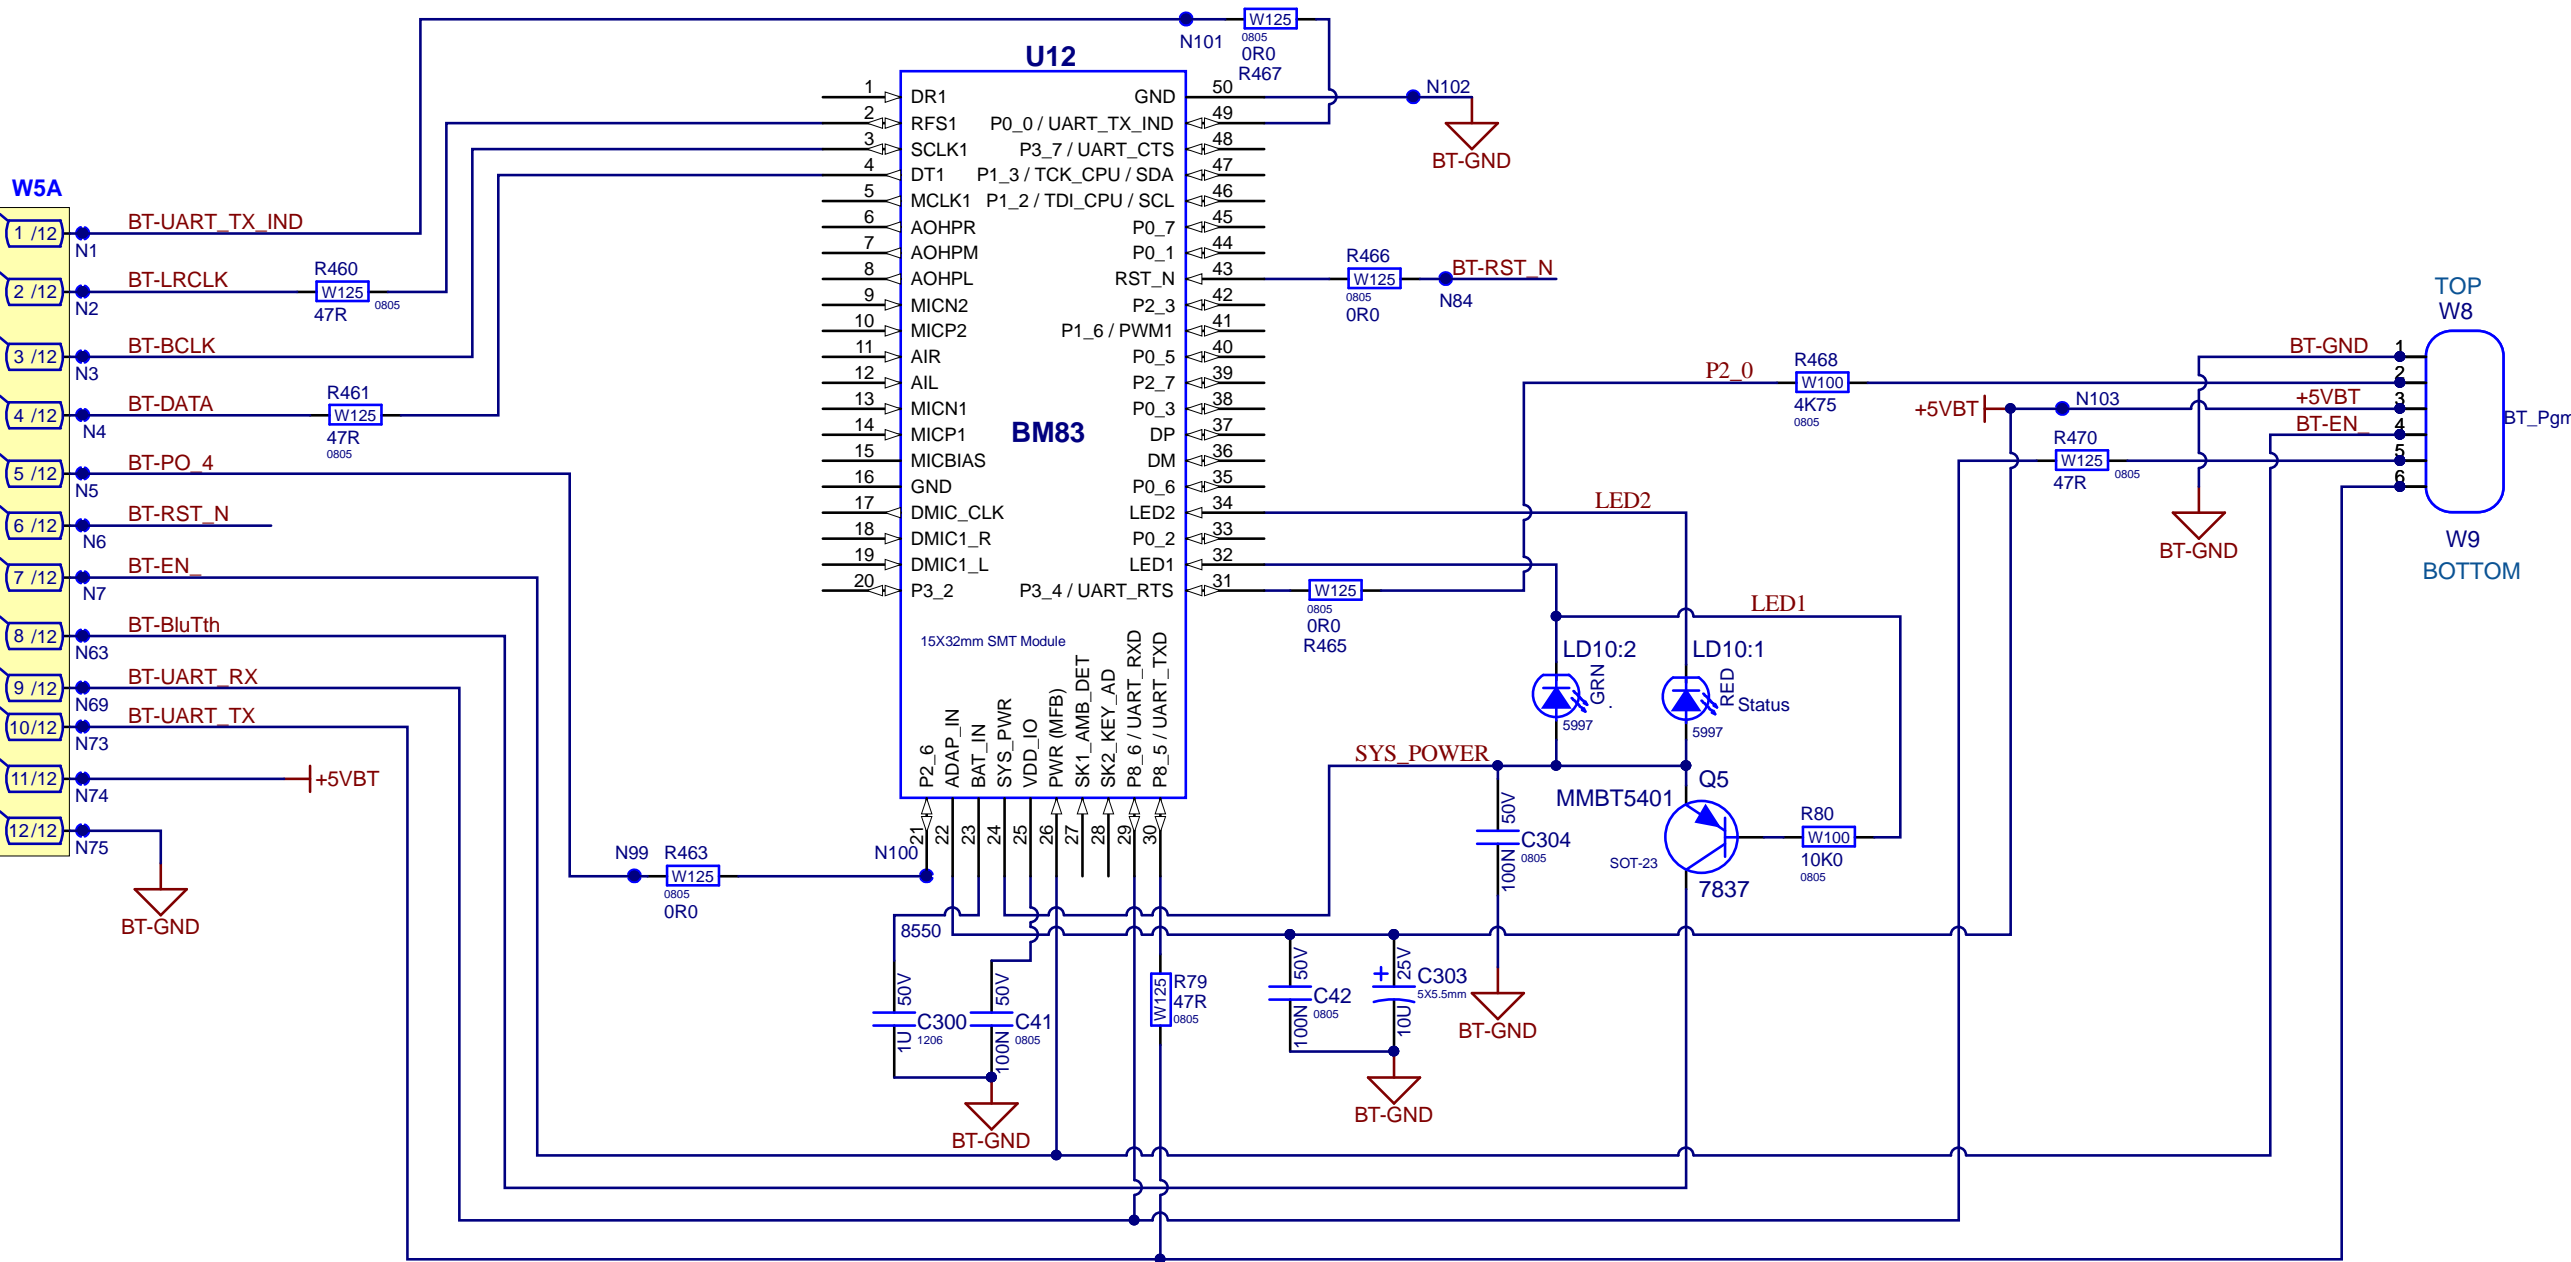 W5A
1 /12
N1
BT-UART_TX_IND
2 /12
N2
BT-LRCLK
R460
W125
0805
47R
3 /12
N3
BT-BCLK
4 /12
N4
BT-DATA
R461
W125
47R
0805
5 /12
N5
BT-PO_4
6 /12
N6
BT-RST_N
7 /12
N7
BT-EN_
8 /12
N63
BT-BluTth
9 /12
N69
BT-UART_RX
10/12
N73
BT-UART_TX
11/12
N74
+5VBT
12/12
N75
BT-GND
N99
R463
W125
0805
0R0
N100
U12
BM83
15X32mm SMT Module
1 DR1
2 RFS1
3 SCLK1
4 DT1
5 MCLK1
6 AOHPR
7 AOHPM
8 AOHPL
9 MICN2
10 MICP2
11 AIR
12 AIL
13 MICN1
14 MICP1
15 MICBIAS
16 GND
17 DMIC_CLK
18 DMIC1_R
19 DMIC1_L
20 P3_2
21 P2_6
22 ADAP_IN
23 BAT_IN
24 SYS_PWR
25 VDD_IO
26 PWR (MFB)
27 SK1_AMB_DET
28 SK2_KEY_AD
29 P8_6 / UART_RXD
30 P8_5 / UART_TXD
GND 50
P0_0 / UART_TX_IND 49
P3_7 / UART_CTS 48
P1_3 / TCK_CPU / SDA 47
P1_2 / TDI_CPU / SCL 46
P0_7 45
P0_1 44
RST_N 43
P2_3 42
P1_6 / PWM1 41
P0_5 40
P2_7 39
P0_3 38
DP 37
DM 36
P0_6 35
LED2 34
P0_2 33
LED1 32
P3_4 / UART_RTS 31
N101
W125
0805
0R0
R467
N102
BT-GND
R466
W125
0805
0R0
BT-RST_N
N84
W125
0805
0R0
R465
P2_0
R468
W100
4K75
0805
LED2
LED1
LD10:2
GRN
.
5997
LD10:1
RED
Status
5997
SYS_POWER
Q5
MMBT5401
SOT-23
7837
R80
W100
10K0
0805
50V
C304
0805
100N
BT-GND
8550
50V
C300
1206
1U
50V
C41
0805
100N
BT-GND
W125
R79
47R
0805
50V
C42
0805
100N
+
25V
C303
5X5.5mm
10U
BT-GND
+5VBT
N103
R470
W125
0805
47R
BT-GND
TOP
W8
BT-GND 1
2
+5VBT 3
BT-EN_ 4
5
6
BT_Pgm
W9
BOTTOM